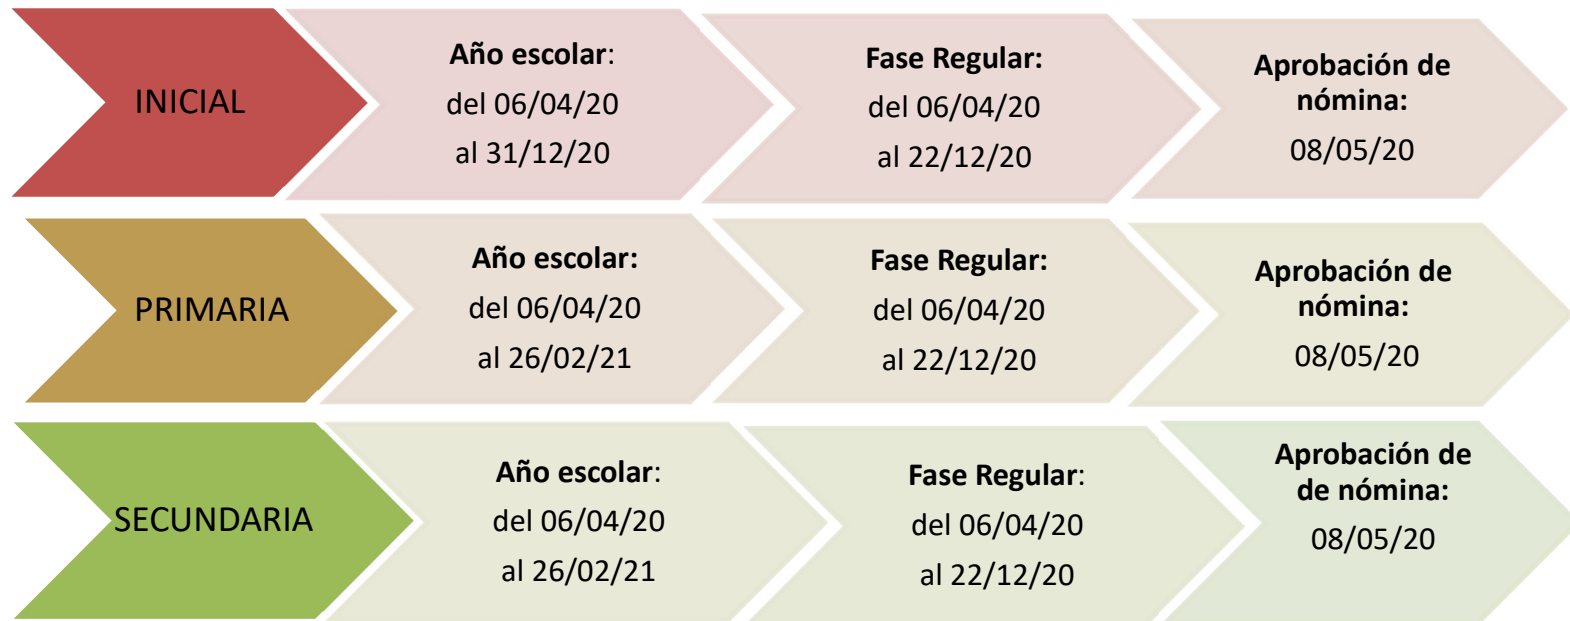 INICIAL
Año escolar:
del 06/04/20
al 31/12/20
Fase Regular:
del 06/04/20
al 22/12/20
Aprobación de
nómina:
08/05/20
PRIMARIA
Año escolar:
del 06/04/20
al 26/02/21
Fase Regular:
del 06/04/20
al 22/12/20
Aprobación de
nómina:
08/05/20
SECUNDARIA
Año escolar:
del 06/04/20
al 26/02/21
Fase Regular:
del 06/04/20
al 22/12/20
Aprobación de
de nómina:
08/05/20